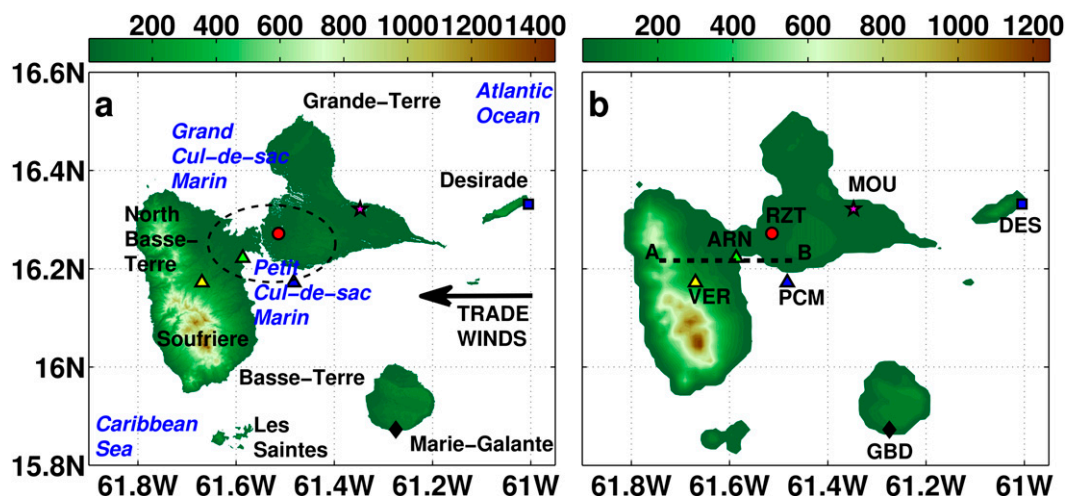 200 400 600 800 1000 1200 1400
200 400 600 800 1000 1200
16.6N
16.4N
16.2N
16N
15.8N
a
Grande−Terre
Atlantic
Ocean
Grand
Cul−de−sac
Marin
Desirade
North
Basse−
Terre
Petit
Cul−de−sac
Marin
TRADE
WINDS
Soufriere
Basse−Terre
Caribbean
Sea
Les
Saintes
Marie−Galante
61.8W 61.6W 61.4W 61.2W 61W
b
MOU
RZT
DES
ARN
A
B
VER
PCM
GBD
61.8W 61.6W 61.4W 61.2W 61W